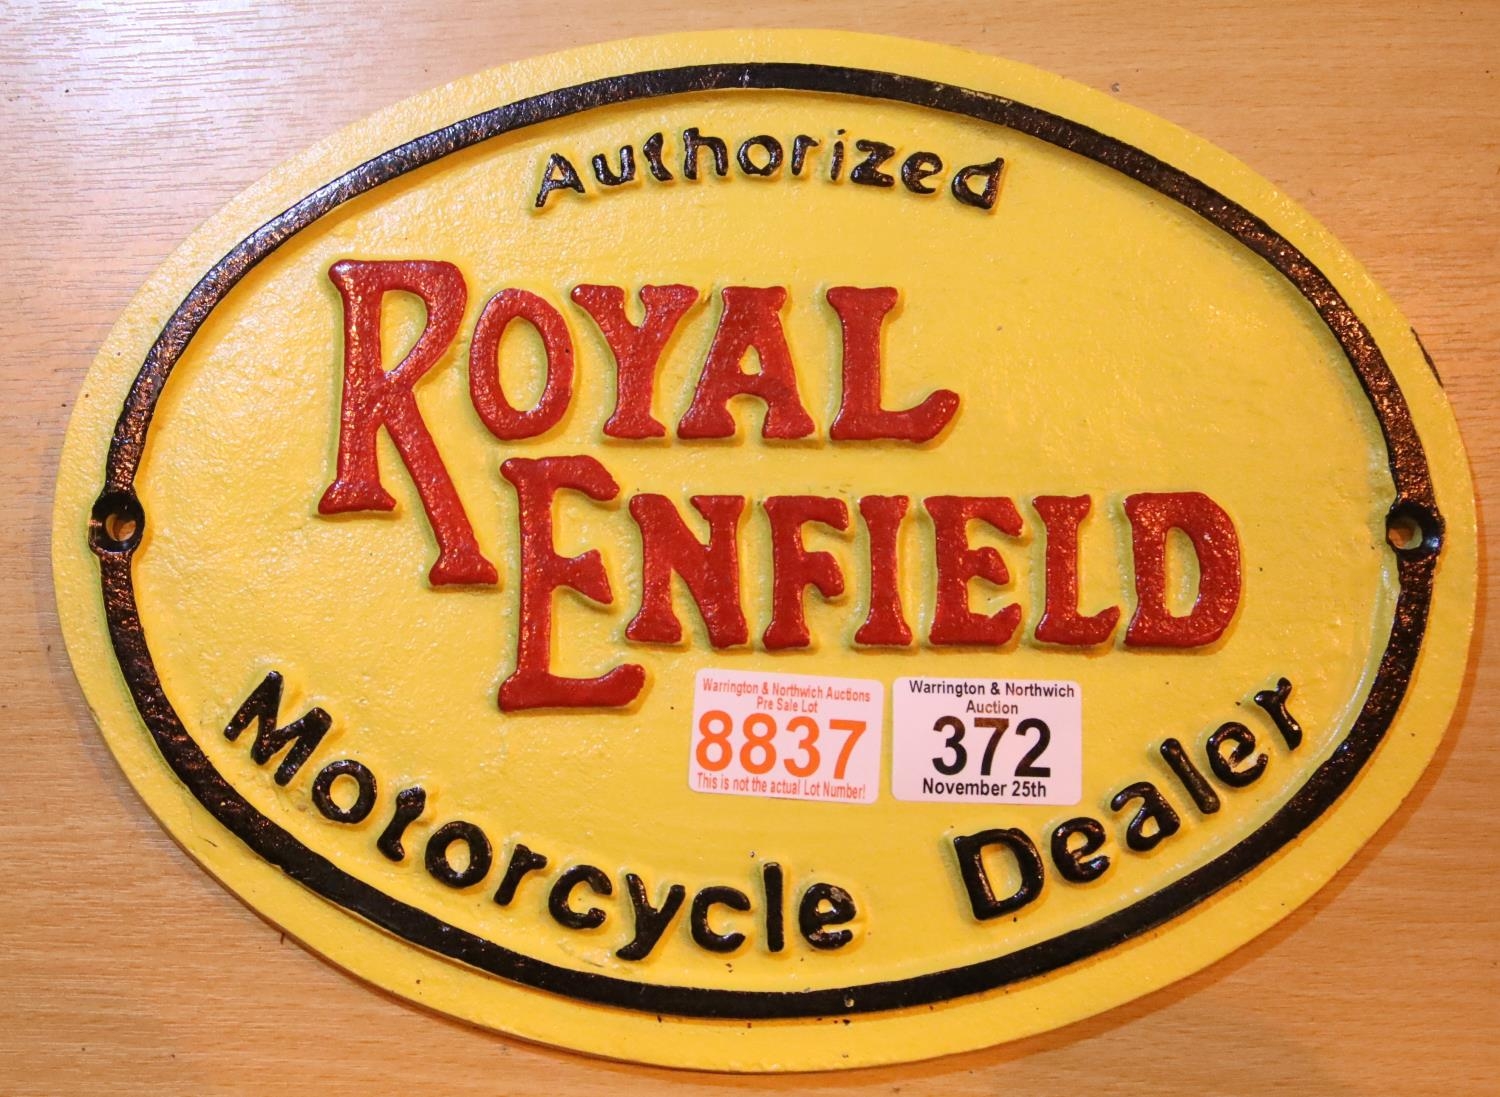 Authorized
ROYAL
ENFIELD
Warrington & Northwich Auctions
Pre Sale Lot
8837
This is not the actual Lot Number!
Warrington & Northwich
Auction
372
November 25th
Motorcycle Dealer